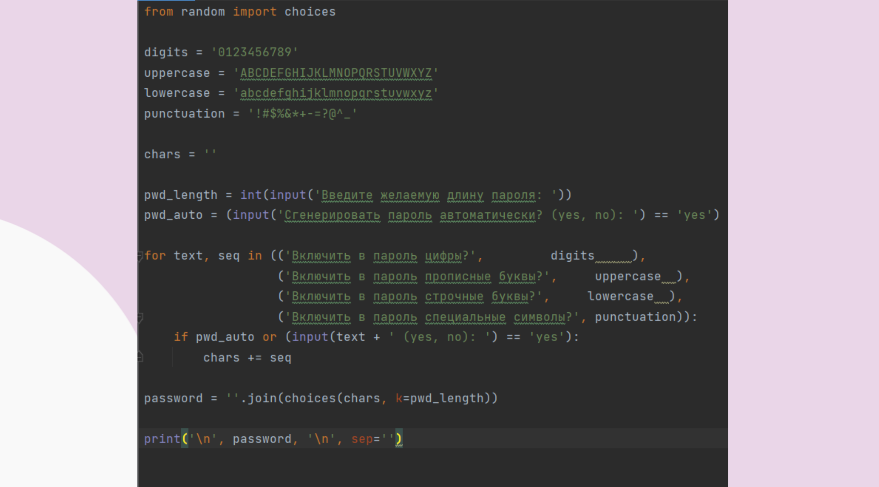 from random import choices
digits = '0123456789'
uppercase = 'ABCDEFGHIJKLMNOPQRSTUVWXYZ'
lowercase = 'abcdefghijklmnopqrstuvwxyz'
punctuation = '!#$%&*+-=?@^_'
chars = ''
pwd_length = int(input('Введите желаемую длину пароля: '))
pwd_auto = (input('Сгенерировать пароль автоматически? (yes, no): ') == 'yes')
for text, seq in (('Включить в пароль цифры?',         digits     ),
                  ('Включить в пароль прописные буквы?',     uppercase  ),
                  ('Включить в пароль строчные буквы?',     lowercase  ),
                  ('Включить в пароль специальные символы?', punctuation)):
    if pwd_auto or (input(text + ' (yes, no): ') == 'yes'):
        chars += seq
password = ''.join(choices(chars, k=pwd_length))
print('\n', password, '\n', sep='')